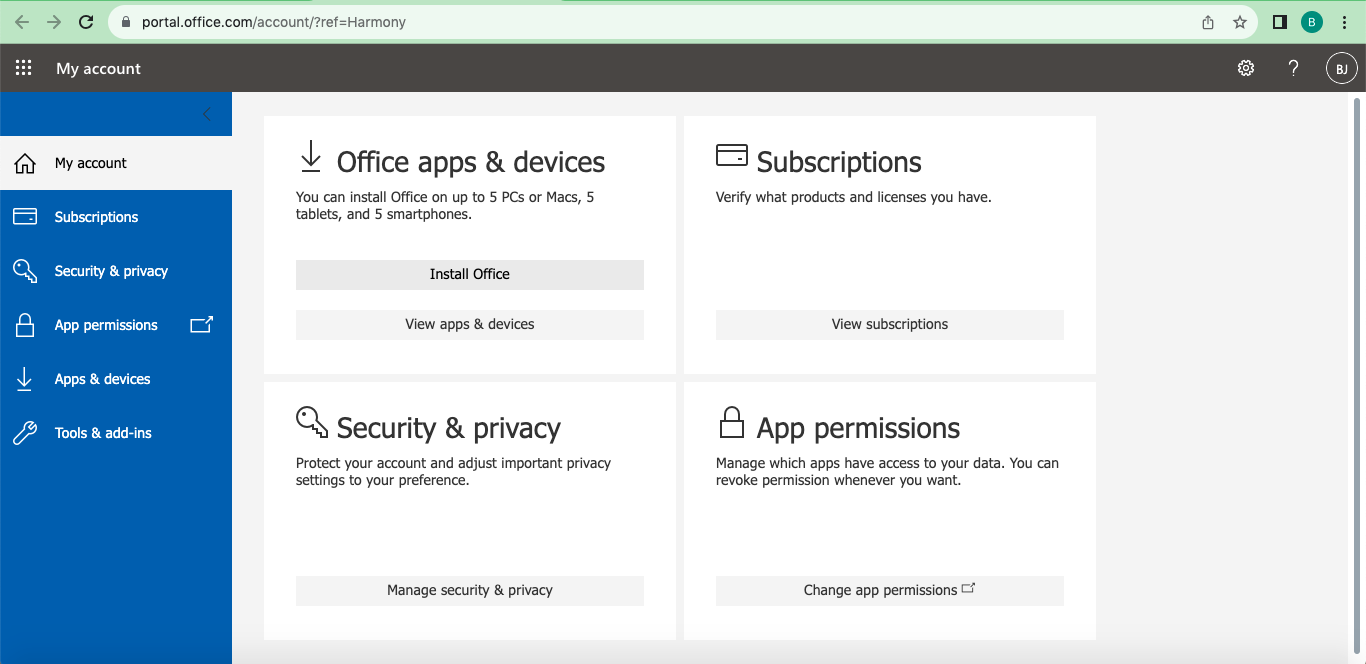 portal.office.com/account/?ref=Harmony
B
My account
?
BJ
My account
Subscriptions
Security & privacy
App permissions
Apps & devices
Tools & add-ins
Office apps & devices
You can install Office on up to 5 PCs or Macs, 5
tablets, and 5 smartphones.
Install Office
View apps & devices
Subscriptions
Verify what products and licenses you have.
View subscriptions
Security & privacy
Protect your account and adjust important privacy
settings to your preference.
Manage security & privacy
App permissions
Manage which apps have access to your data. You can
revoke permission whenever you want.
Change app permissions